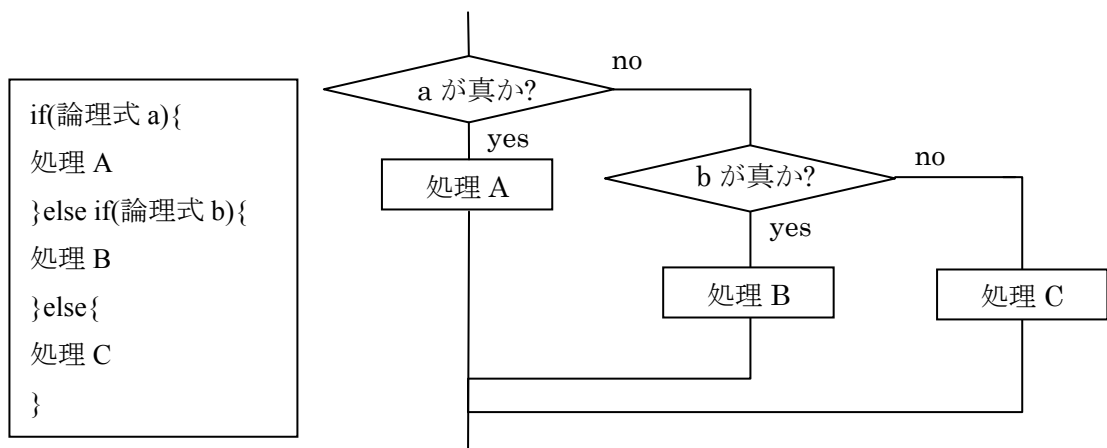 if(論理式 a){
処理 A
}else if(論理式 b){
処理 B
}else{
処理 C
}
a が真か?
no
yes
処理 A
b が真か?
no
yes
処理 B
処理 C